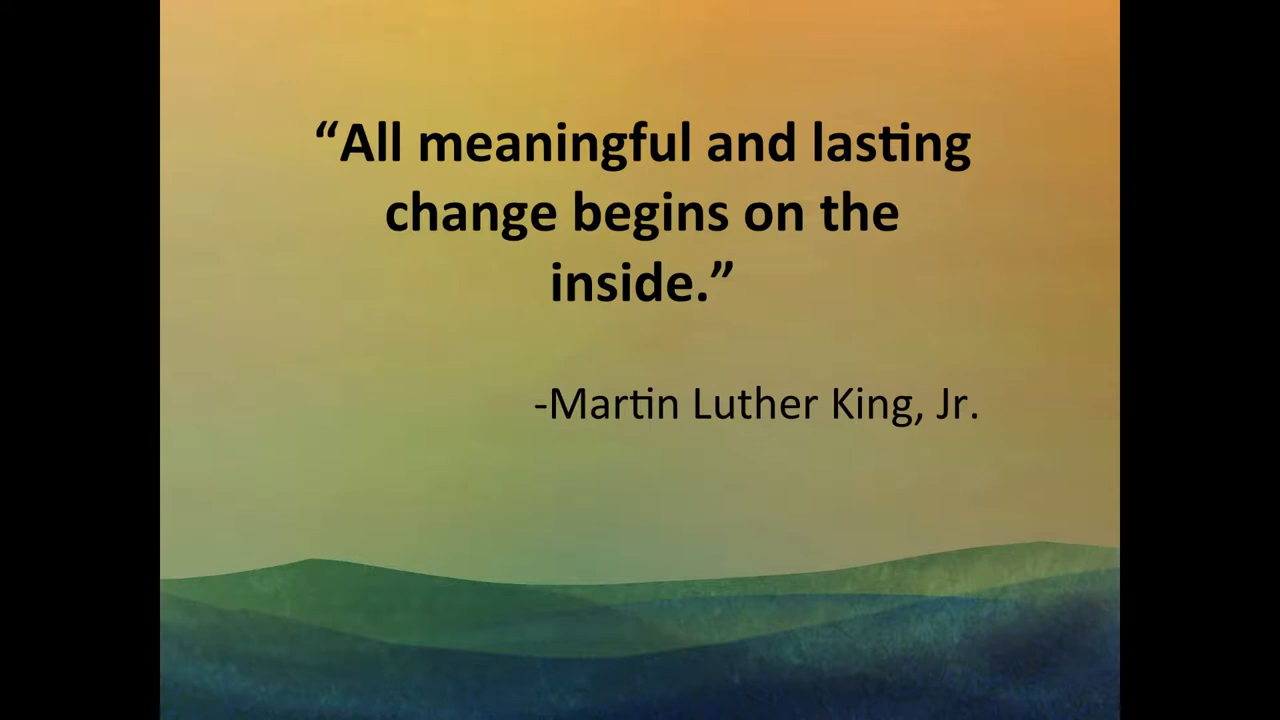 “All meaningful and lasting
change begins on the
inside.”
-Martin Luther King, Jr.